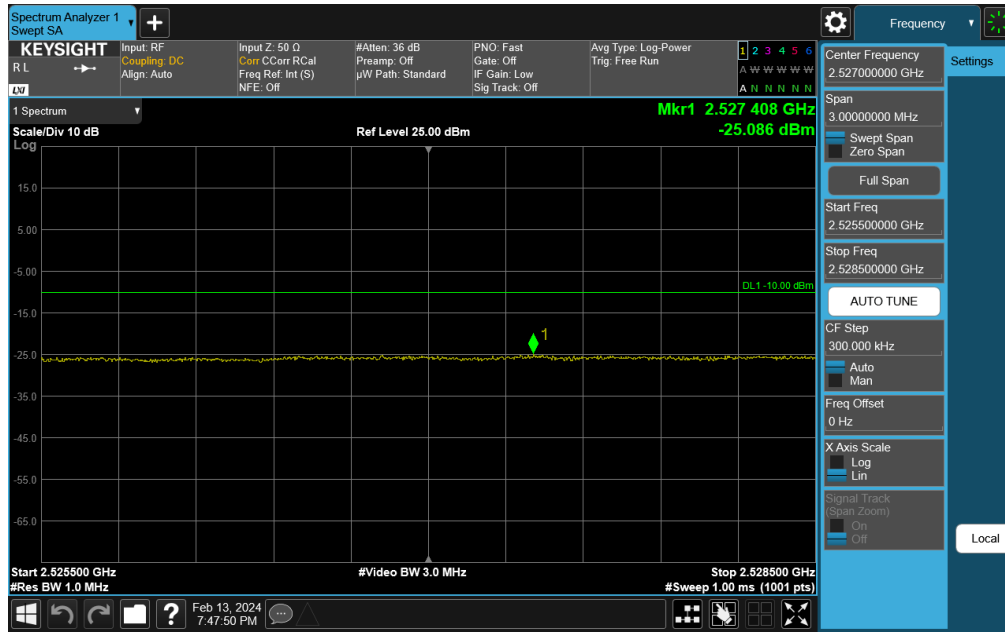 Spectrum Analyzer 1
Swept SA
Frequency
KEYSIGHT
R L
LXI
Input: RF
Coupling: DC
Align: Auto
Input Z: 50 Ω
Corr CCorr RCal
Freq Ref: Int (S)
NFE: Off
#Atten: 36 dB
Preamp: Off
µW Path: Standard
PNO: Fast
Gate: Off
IF Gain: Low
Sig Track: Off
Avg Type: Log-Power
Trig: Free Run
1 2 3 4 5 6
A W W W W W
A N N N N N
1 Spectrum
Scale/Div 10 dB
Log
Ref Level 25.00 dBm
Mkr1 2.527 408 GHz
-25.086 dBm
15.0
5.00
-5.00
DL1 -10.00 dBm
-15.0
1
-25.0
-35.0
-45.0
-55.0
-65.0
Start 2.525500 GHz
#Res BW 1.0 MHz
#Video BW 3.0 MHz
Stop 2.528500 GHz
#Sweep 1.00 ms (1001 pts)
Feb 13, 2024
7:47:50 PM
Center Frequency
2.527000000 GHz
Settings
Span
3.00000000 MHz
Swept Span
Zero Span
Full Span
Start Freq
2.525500000 GHz
Stop Freq
2.528500000 GHz
AUTO TUNE
CF Step
300.000 kHz
Auto
Man
Freq Offset
0 Hz
X Axis Scale
Log
Lin
Signal Track
(Span Zoom)
On
Off
Local